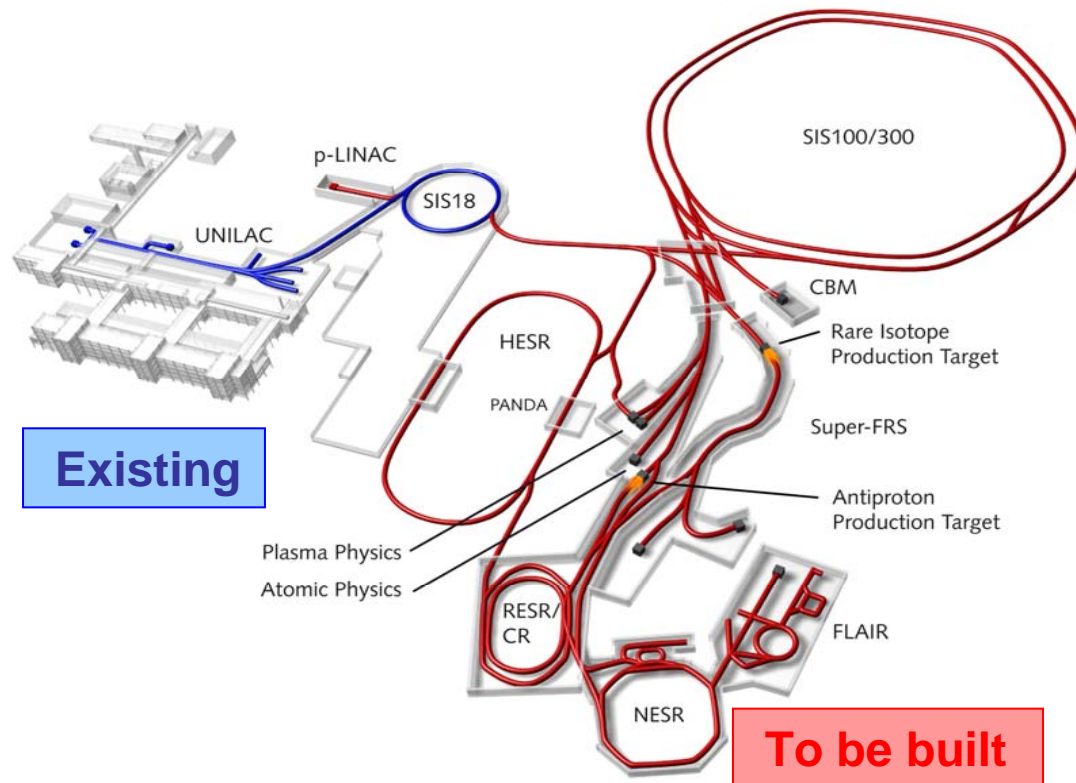 SIS100/300
p-LINAC
SIS18
UNILAC
CBM
HESR
Rare Isotope
Production Target
PANDA
Super-FRS
Existing
Antiproton
Production Target
Plasma Physics
Atomic Physics
RESR/
CR
FLAIR
NESR
To be built